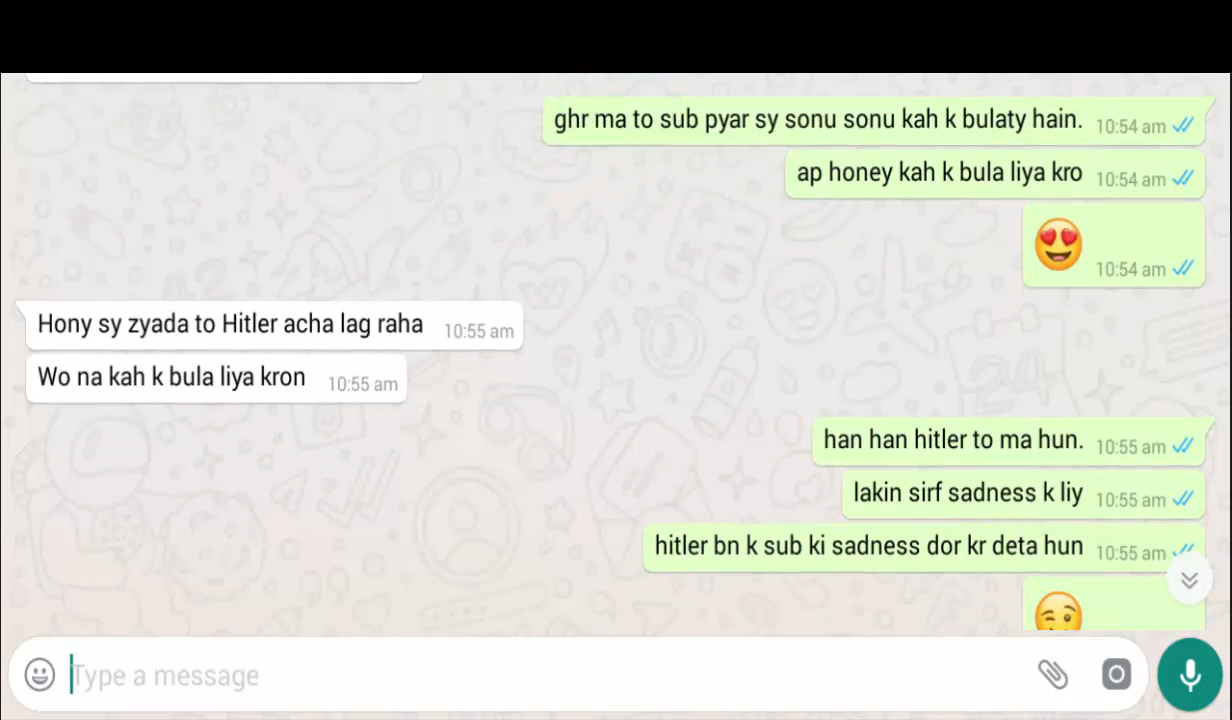 ghr ma to sub pyar sy sonu sonu kah k bulaty hain. 10:54 am
ap honey kah k bula liya kro 10:54 am
10:54 am
Hony sy zyada to Hitler acha lag raha 10:55 am
Wo na kah k bula liya kron 10:55 am
han han hitler to ma hun. 10:55 am
lakin sirf sadness k liy 10:55 am
hitler bn k sub ki sadness dor kr deta hun 10:55 am
Type a message